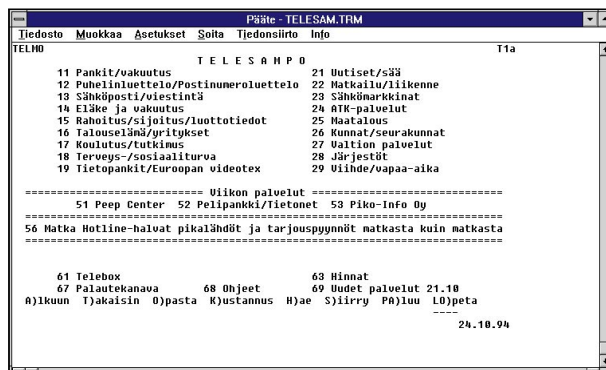 Pääte - TELESAM.TRM
Tiedosto Muokkaa Asetukset Soita Tiedonsiirto Info
TELMO T1a
T E L E S A M P O
11 Pankit/vakuutus 21 Uutiset/sää
12 Puhelinluettelo/Postinumeroluettelo 22 Matkailu/liikenne
13 Sähköposti/viestintä 23 Sähkömarkkinat
14 Eläke ja vakuutus 24 ATK-palvelut
15 Rahoitus/sijoitus/luottotiedot 25 Maatalous
16 Talouselämä/yritykset 26 Kunnat/seurakunnat
17 Koulutus/tutkimus 27 Valtion palvelut
18 Terveys-/sosiaaliturva 28 Järjestöt
19 Tietopankit/Euroopan videotex 29 Viihde/vapaa-aika
=========================== Viikon palvelut =============================
51 Peep Center 52 Pelipankki/Tietonet 53 Piko-Info Oy
=========================================================================
56 Matka Hotline-halvat pikalähdöt ja tarjouspyynnöt matkasta kuin matkasta
=========================================================================
61 Telebox 63 Hinnat
67 Palautekanava 68 Ohjeet 69 Uudet palvelut 21.10
A)lkuun T)akaisin O)pasta K)ustannus H)ae S)iirry PA)luu LO)peta
----
24.10.94